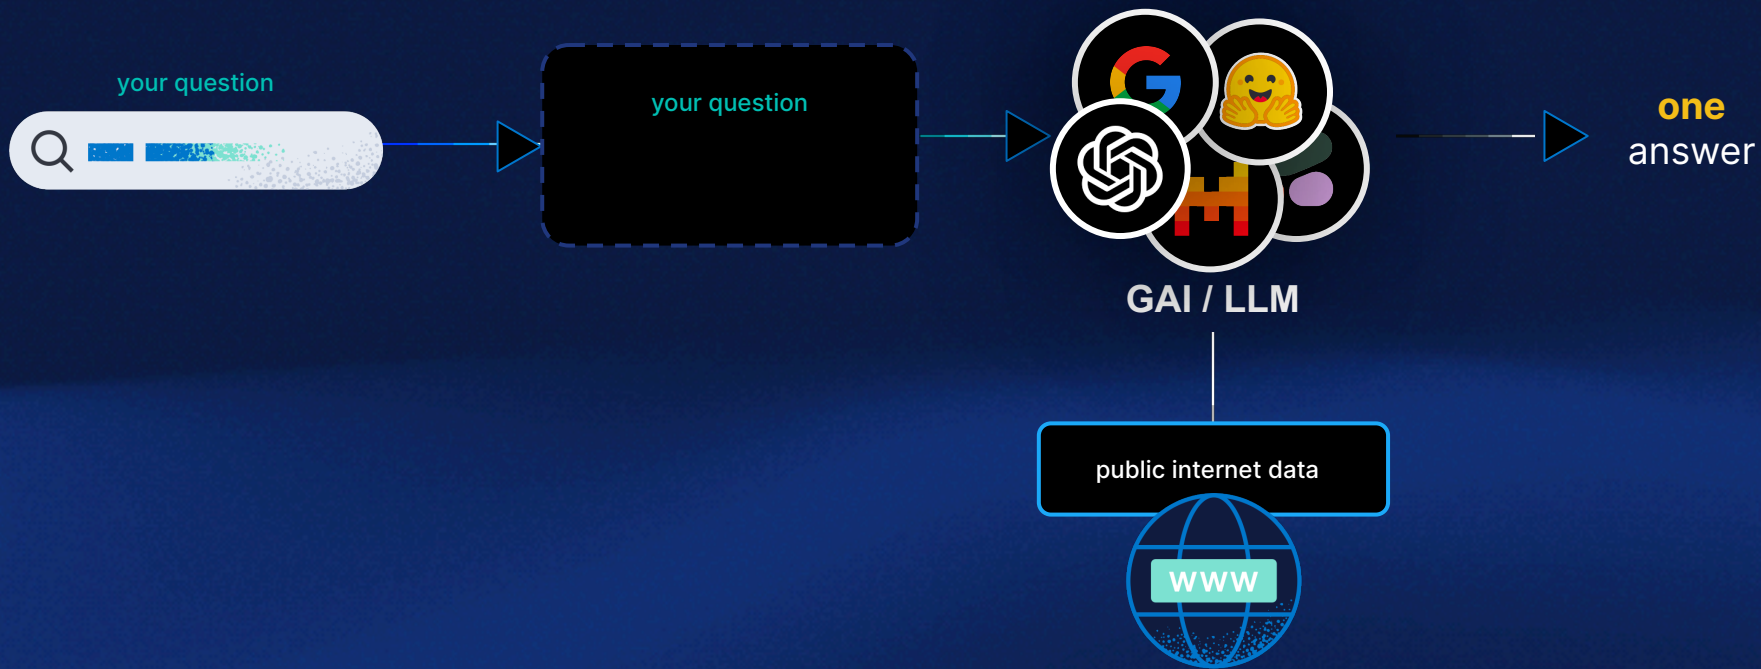 your question
your question
one
answer
GAI / LLM
public internet data
WWW